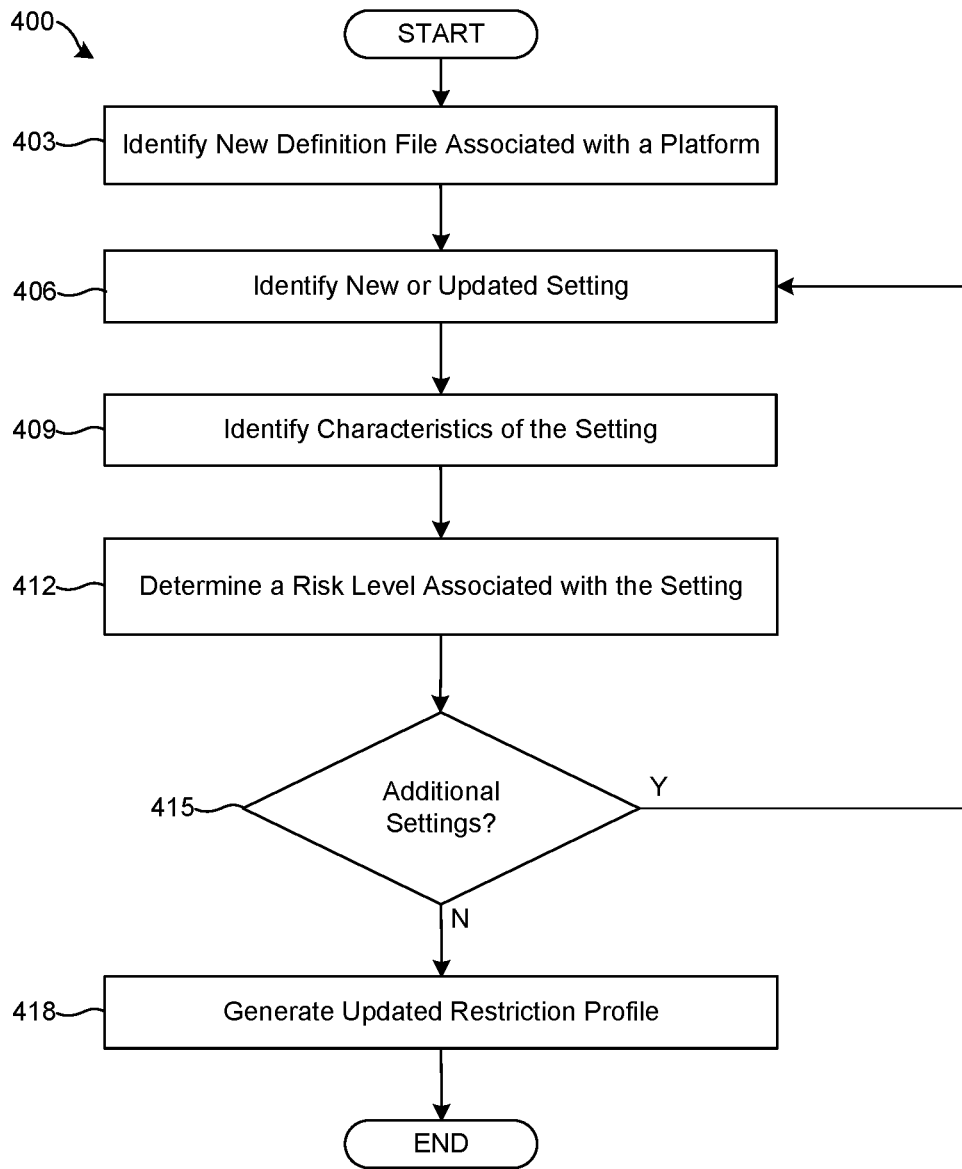 400
START
403
Identify New Definition File Associated with a Platform
406
Identify New or Updated Setting
409
Identify Characteristics of the Setting
412
Determine a Risk Level Associated with the Setting
415
Additional
Settings?
Y
N
418
Generate Updated Restriction Profile
END